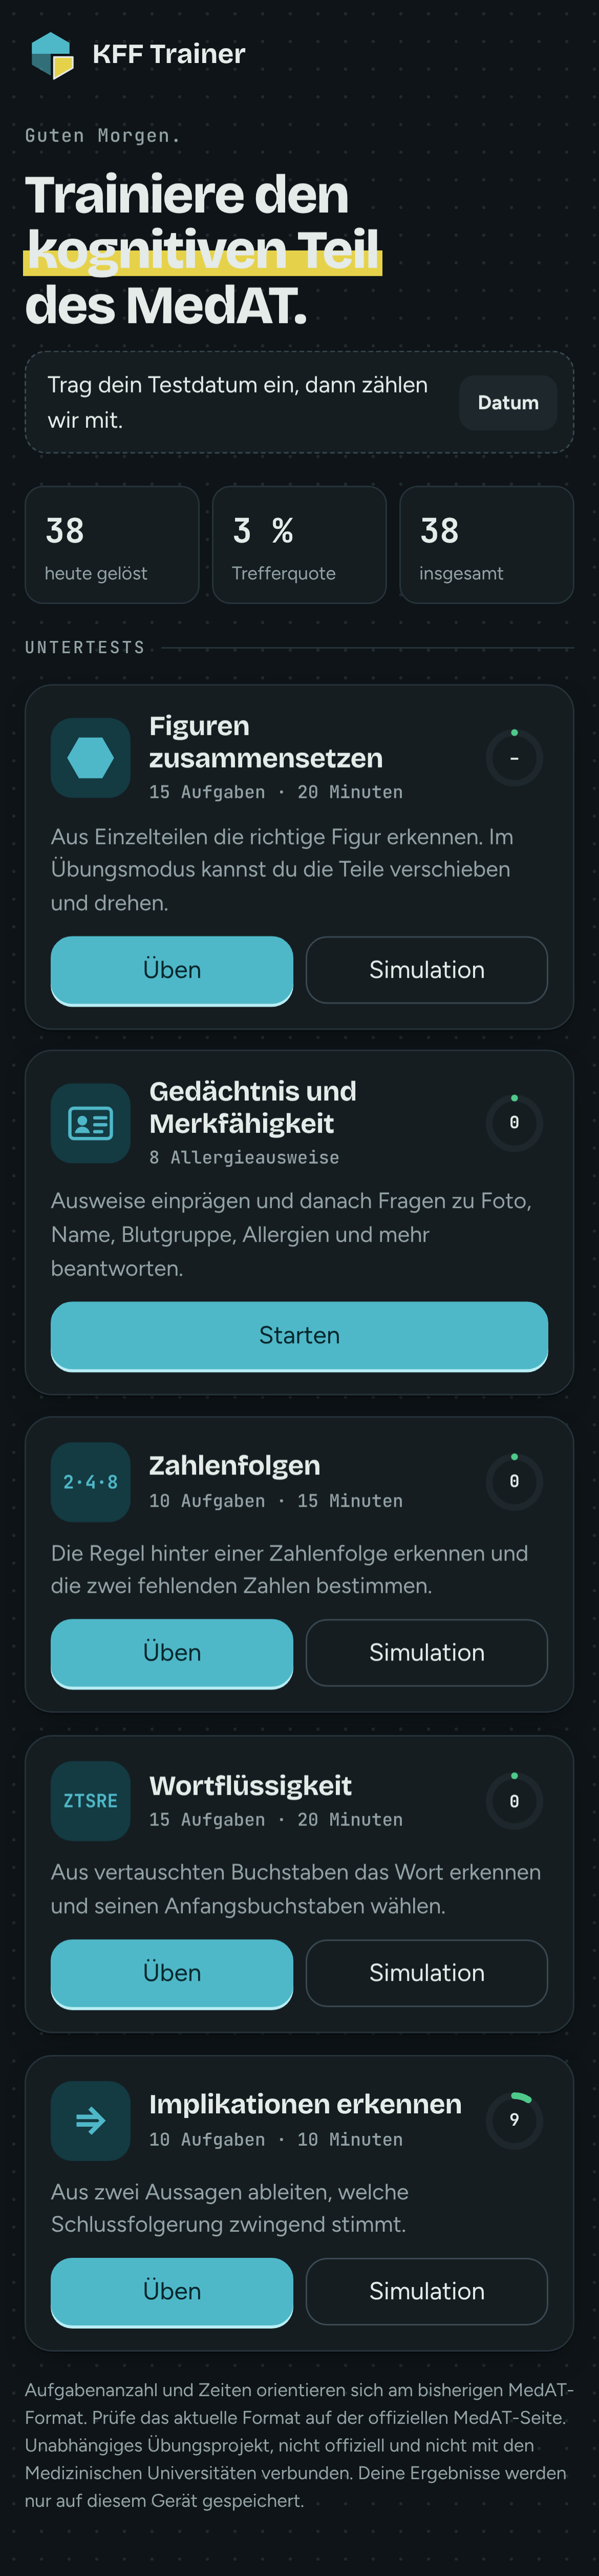 KFF Trainer
Guten Morgen.
Trainiere den
kognitiven Teil
des MedAT.
Trag dein Testdatum ein, dann zählen
wir mit.
Datum
38
heute gelöst
3 %
Trefferquote
38
insgesamt
UNTERTESTS
Figuren
zusammensetzen
15 Aufgaben · 20 Minuten
–
Aus Einzelteilen die richtige Figur erkennen. Im
Übungsmodus kannst du die Teile verschieben
und drehen.
Üben
Simulation
Gedächtnis und
Merkfähigkeit
8 Allergieausweise
0
Ausweise einprägen und danach Fragen zu Foto,
Name, Blutgruppe, Allergien und mehr
beantworten.
Starten
2·4·8
Zahlenfolgen
10 Aufgaben · 15 Minuten
0
Die Regel hinter einer Zahlenfolge erkennen und
die zwei fehlenden Zahlen bestimmen.
Üben
Simulation
ZTSRE
Wortflüssigkeit
15 Aufgaben · 20 Minuten
0
Aus vertauschten Buchstaben das Wort erkennen
und seinen Anfangsbuchstaben wählen.
Üben
Simulation
Implikationen erkennen
10 Aufgaben · 10 Minuten
9
Aus zwei Aussagen ableiten, welche
Schlussfolgerung zwingend stimmt.
Üben
Simulation
Aufgabenanzahl und Zeiten orientieren sich am bisherigen MedAT-
Format. Prüfe das aktuelle Format auf der offiziellen MedAT-Seite.
Unabhängiges Übungsprojekt, nicht offiziell und nicht mit den
Medizinischen Universitäten verbunden. Deine Ergebnisse werden
nur auf diesem Gerät gespeichert.